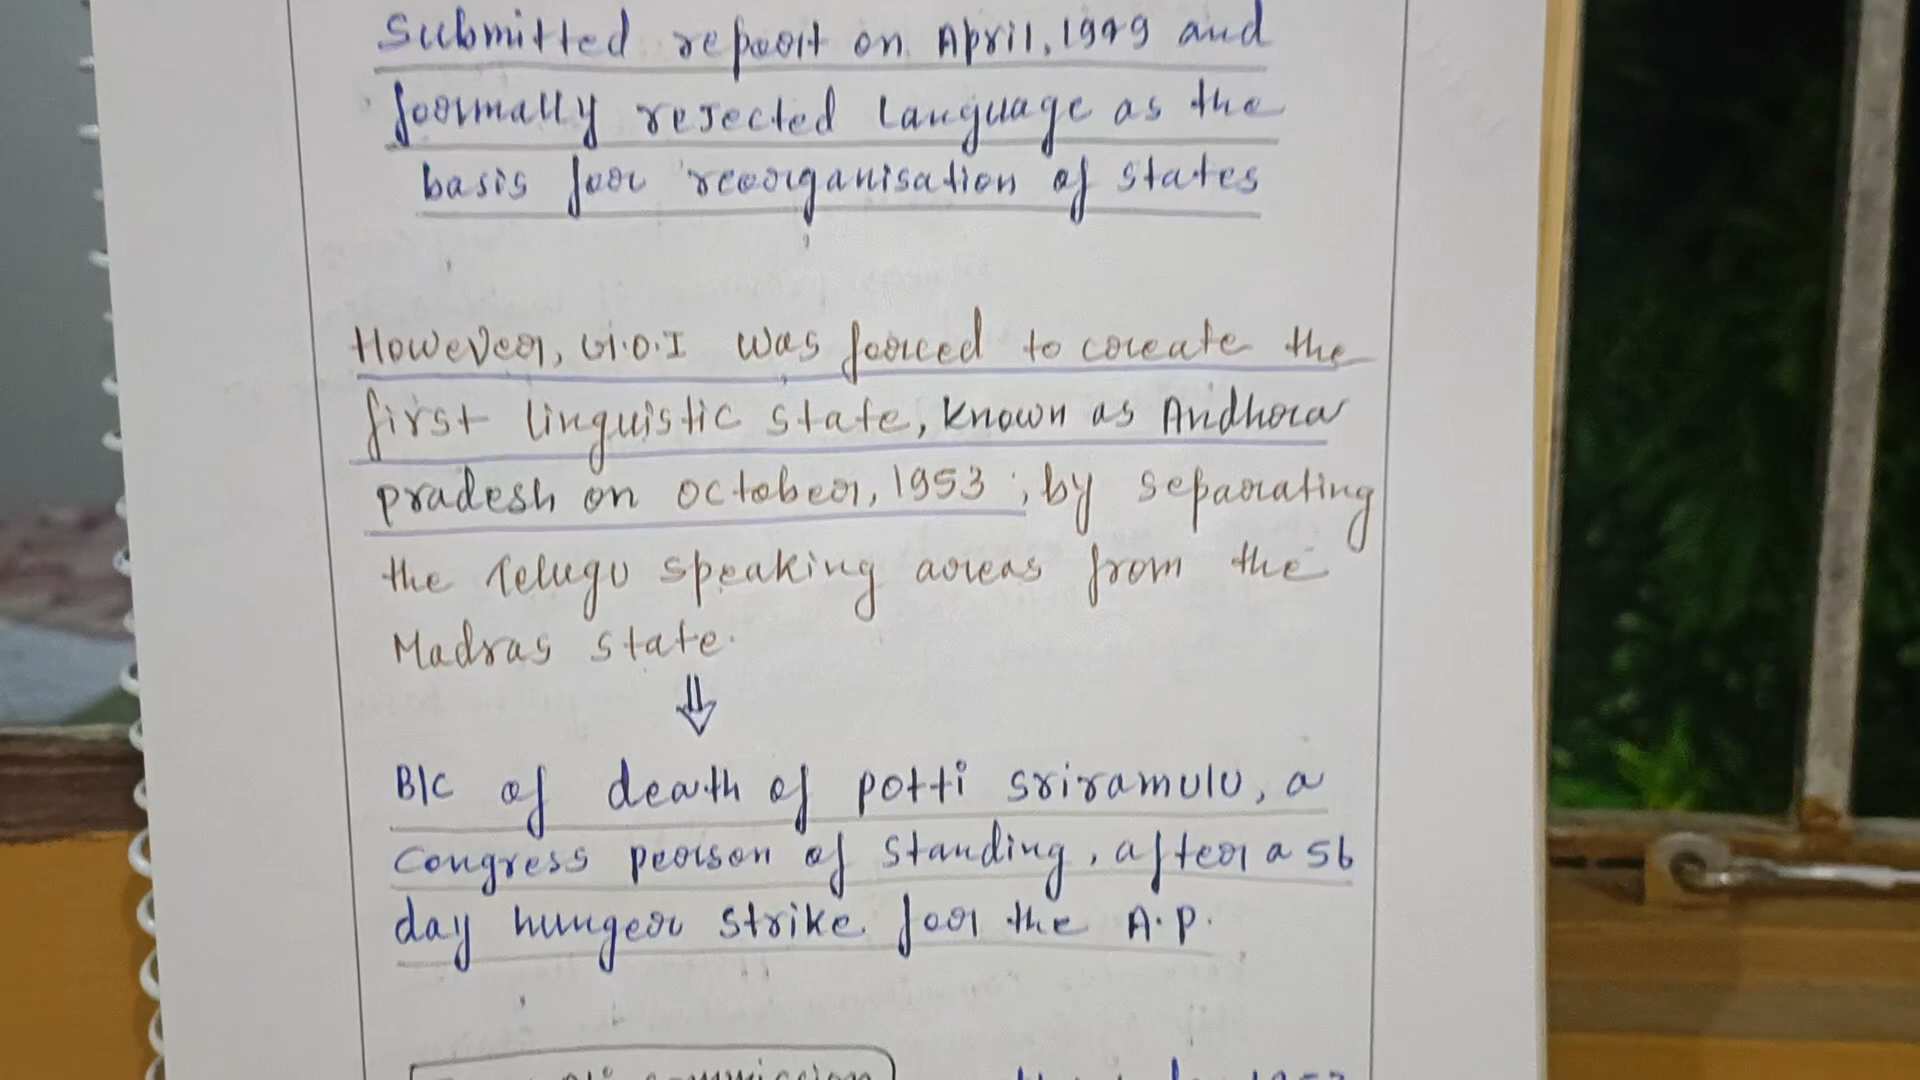 Submitted report on April, 1949 and
formally rejected language as the
basis for reorganisation of states
However, G.O.I was forced to create the
first linguistic state, known as Andhra
pradesh on October, 1953, by separating
the Telugu speaking areas from the
Madras state.
⇓
B/C of death of potti sriramulu, a
congress person of standing, after a 56
day hunger strike for the A.P.
commission 1953